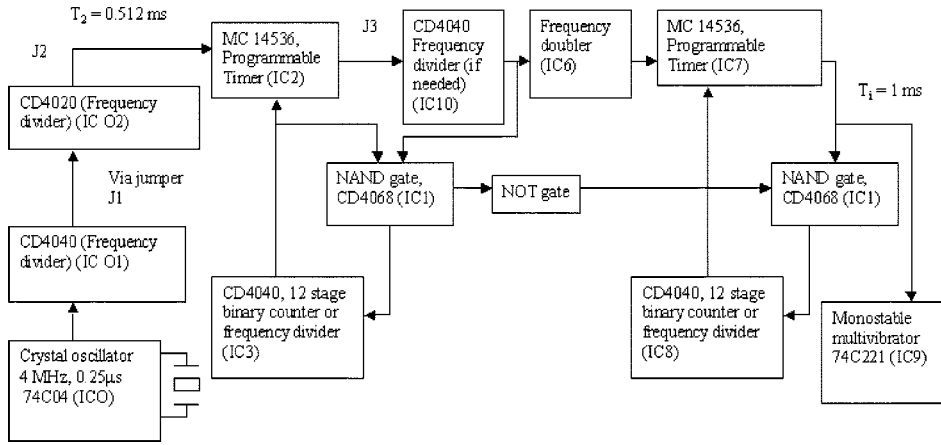 T2 = 0.512 ms
J2
MC 14536,
Programmable
Timer (IC2)
J3
CD4040
Frequency
divider (if
needed)
(IC10)
Frequency
doubler
(IC6)
MC 14536,
Programmable
Timer (IC7)
CD4020 (Frequency
divider) (IC O2)
Ti = 1 ms
Via jumper
J1
NAND gate,
CD4068 (IC1)
NOT gate
NAND gate,
CD4068 (IC1)
CD4040 (Frequency
divider) (IC O1)
CD4040, 12 stage
binary counter or
frequency divider
(IC3)
CD4040, 12 stage
binary counter or
frequency divider
(IC8)
Monostable
multivibrator
74C221 (IC9)
Crystal oscillator
4 MHz, 0.25μs
74C04 (ICO)